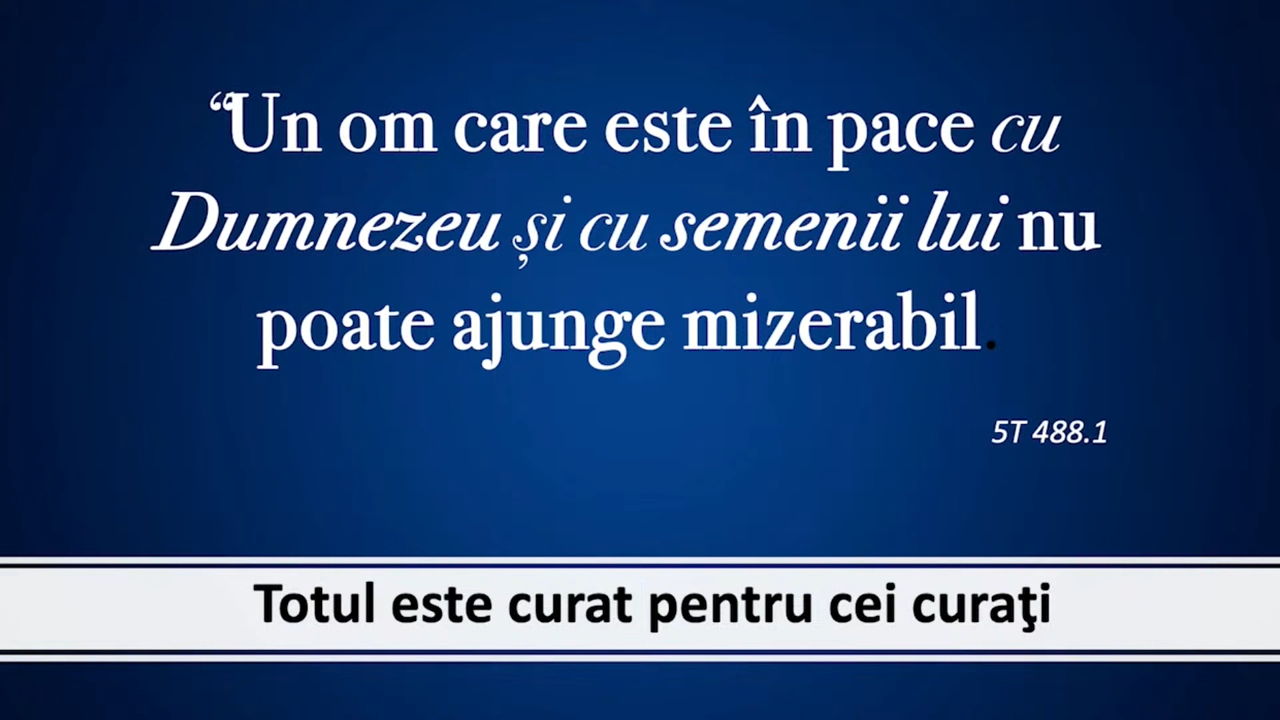 “Un om care este în pace cu
Dumnezeu și cu semenii lui nu
poate ajunge mizerabil.
5T 488.1
Totul este curat pentru cei curaţi